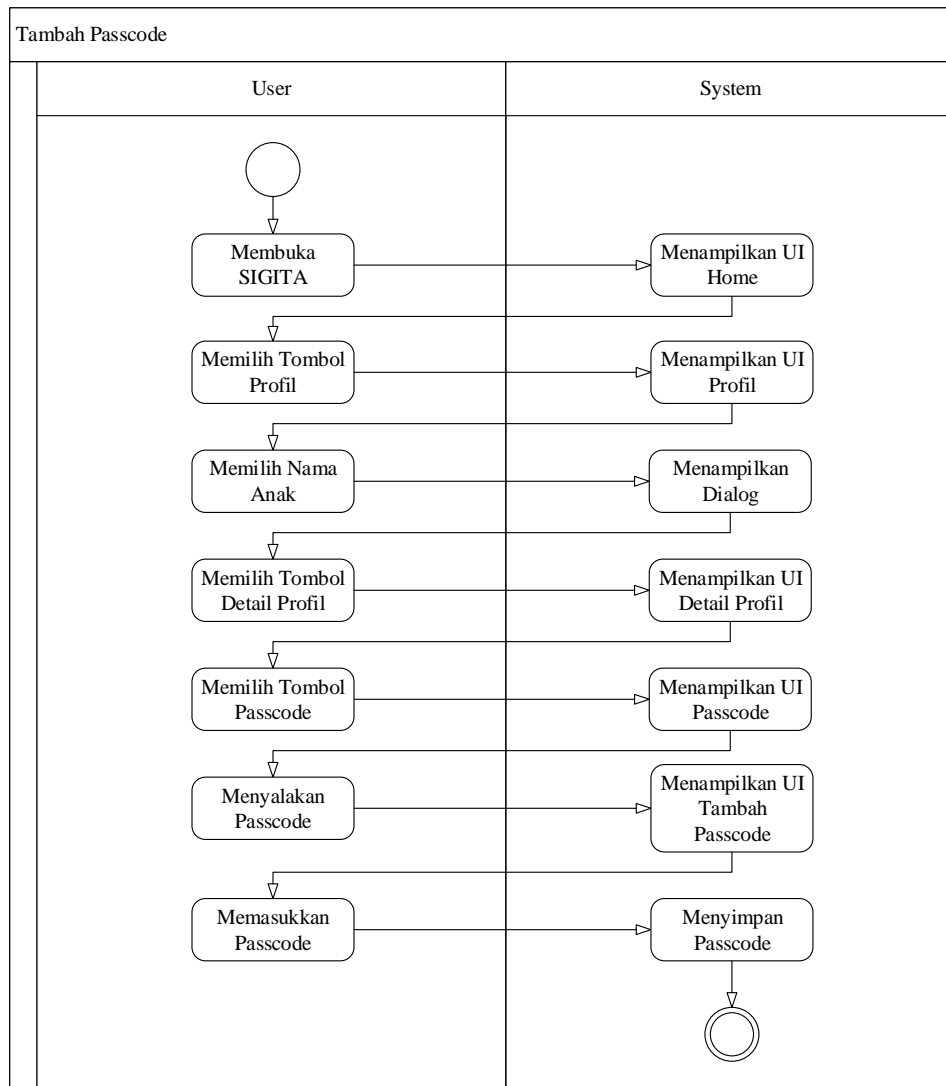 Tambah Passcode
User
System
Membuka
SIGITA
Menampilkan UI
Home
Memilih Tombol
Profil
Menampilkan UI
Profil
Memilih Nama
Anak
Menampilkan
Dialog
Memilih Tombol
Detail Profil
Menampilkan UI
Detail Profil
Memilih Tombol
Passcode
Menampilkan UI
Passcode
Menyalakan
Passcode
Menampilkan UI
Tambah
Passcode
Memasukkan
Passcode
Menyimpan
Passcode